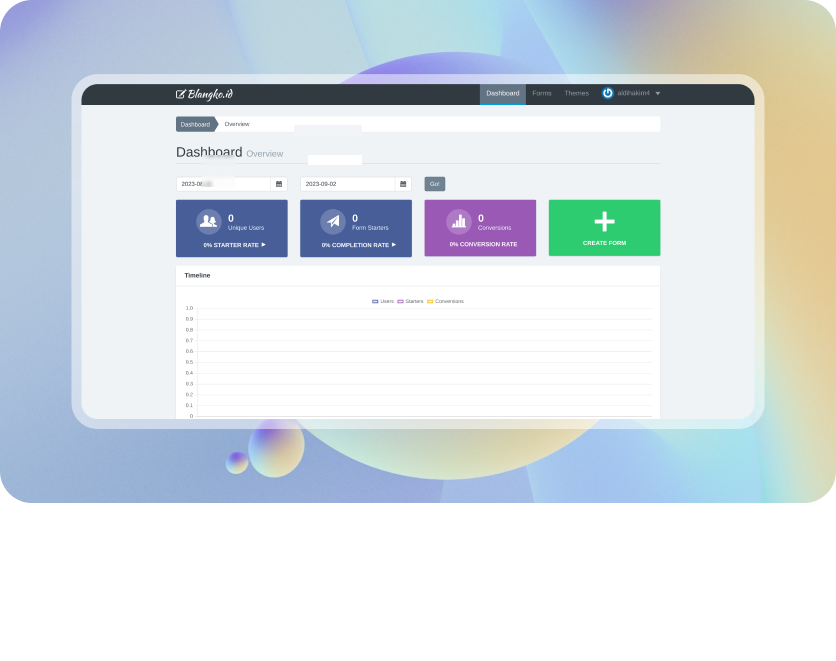 Blangko.id
Dashboard Forms Themes aldihakim4
Dashboard Overview
Dashboard Overview
2023-09-02 Go!
0
Unique Users
0% STARTER RATE
0
Form Starters
0% COMPLETION RATE
0
Conversions
0% CONVERSION RATE
CREATE FORM
Timeline
Users Starters Conversions
1.0
0.9
0.8
0.7
0.6
0.5
0.4
0.3
0.2
0.1
0